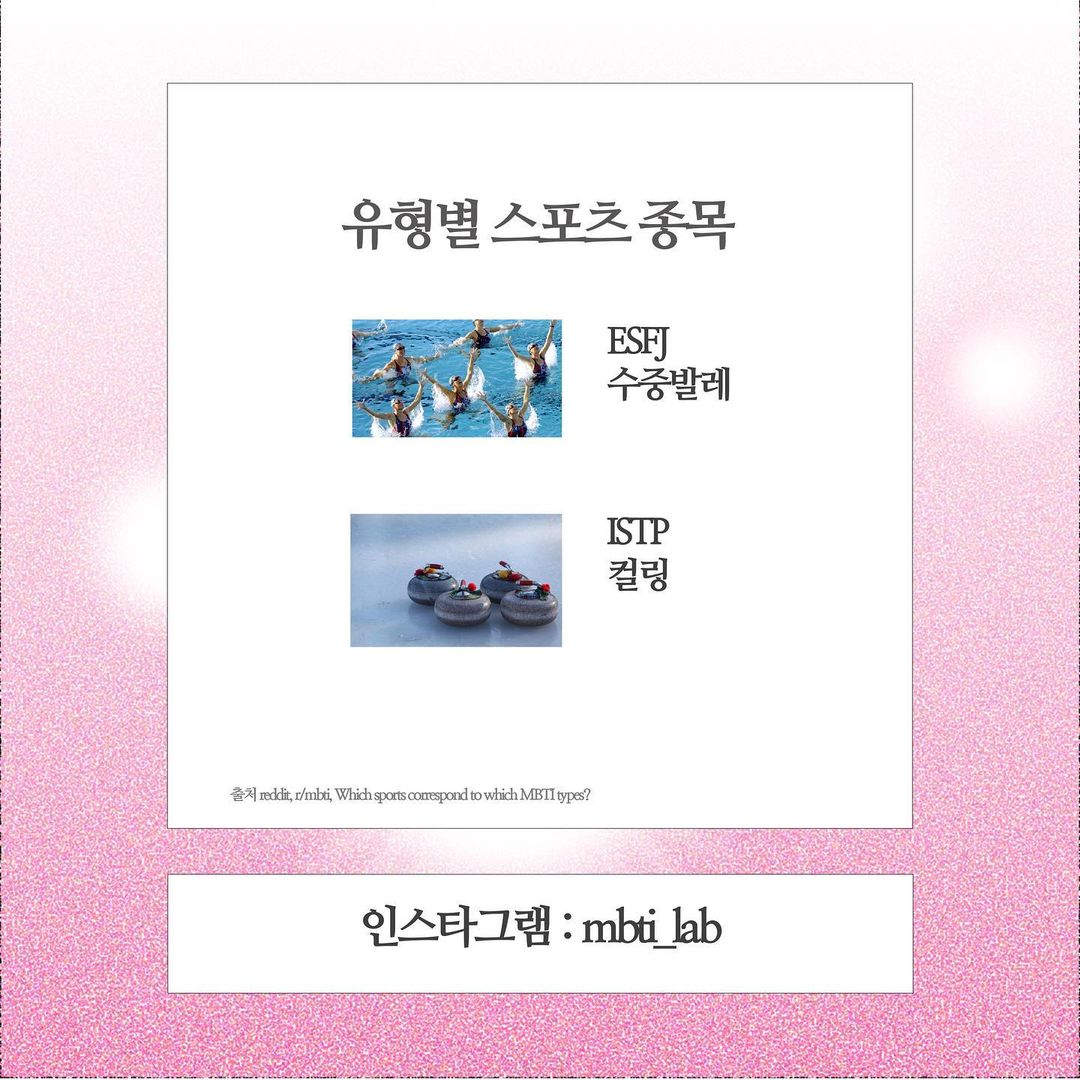 유형별 스포츠 종목
ESFJ
수중발레
ISTP
컬링
출처 reddit, r/mbti, Which sports correspond to which MBTI types?
인스타그램 : mbti_lab